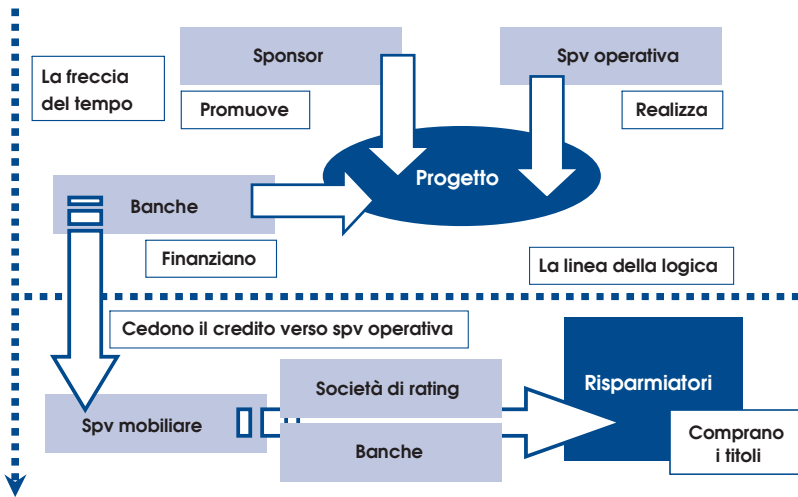 Sponsor
Spv operativa
La freccia
del tempo
Promuove
Realizza
Progetto
Banche
Finanziano
La linea della logica
Cedono il credito verso spv operativa
Società di rating
Risparmiatori
Spv mobiliare
Banche
Comprano
i titoli